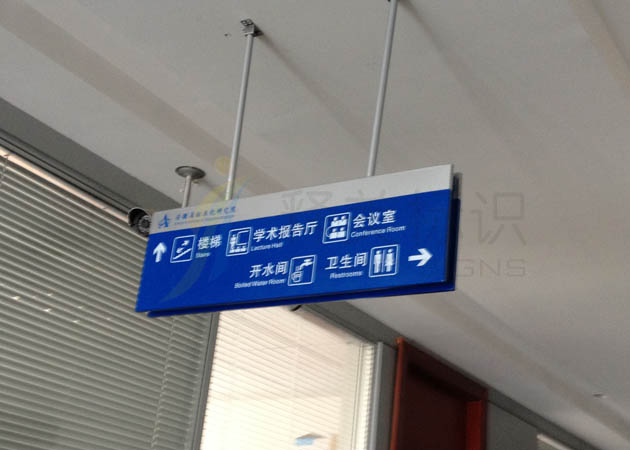 楼梯
Stairs
学术报告厅
Lecture Hall
会议室
Conference Room
开水间
Boiled Water Room
卫生间
Restrooms